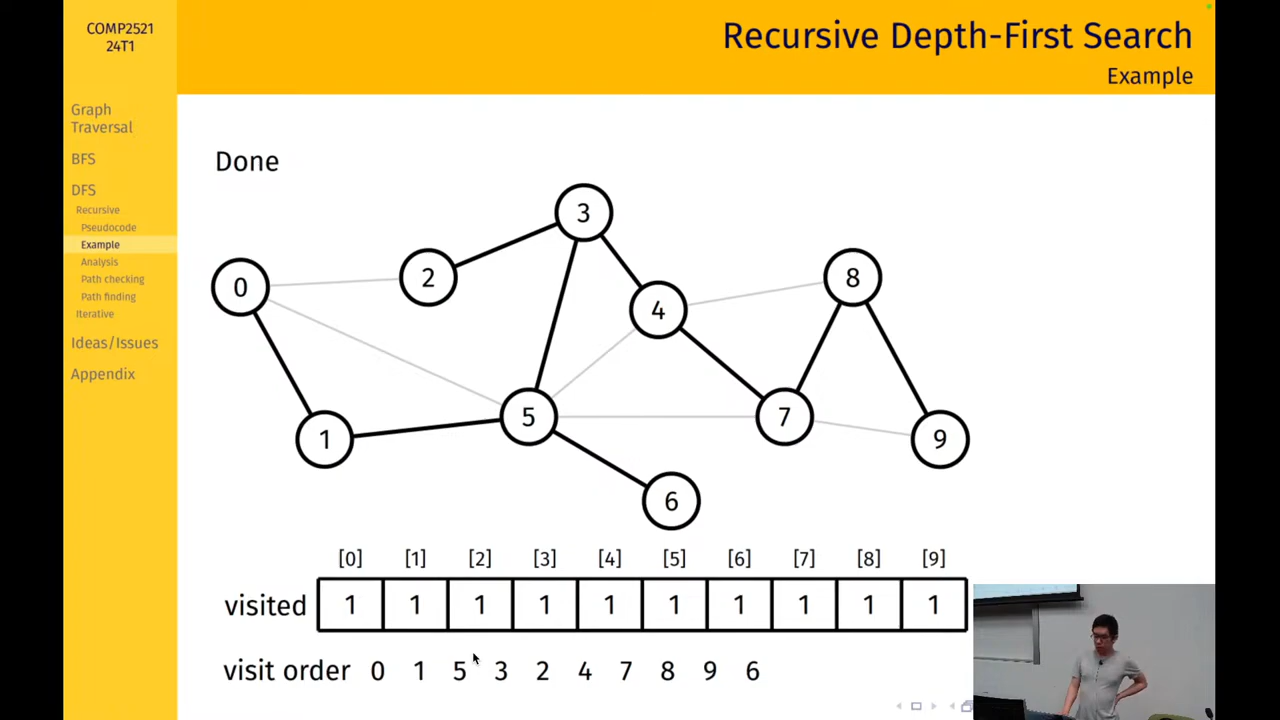 COMP2521
24T1
Recursive Depth-First Search
Example
Graph
Traversal
BFS
DFS
Recursive
Pseudocode
Example
Analysis
Path checking
Path finding
Iterative
Ideas/Issues
Appendix
Done
3
0
2
8
4
5
7
1
9
6
[0] [1] [2] [3] [4] [5] [6] [7] [8] [9]
visited 1 1 1 1 1 1 1 1 1 1
visit order 0 1 5 3 2 4 7 8 9 6